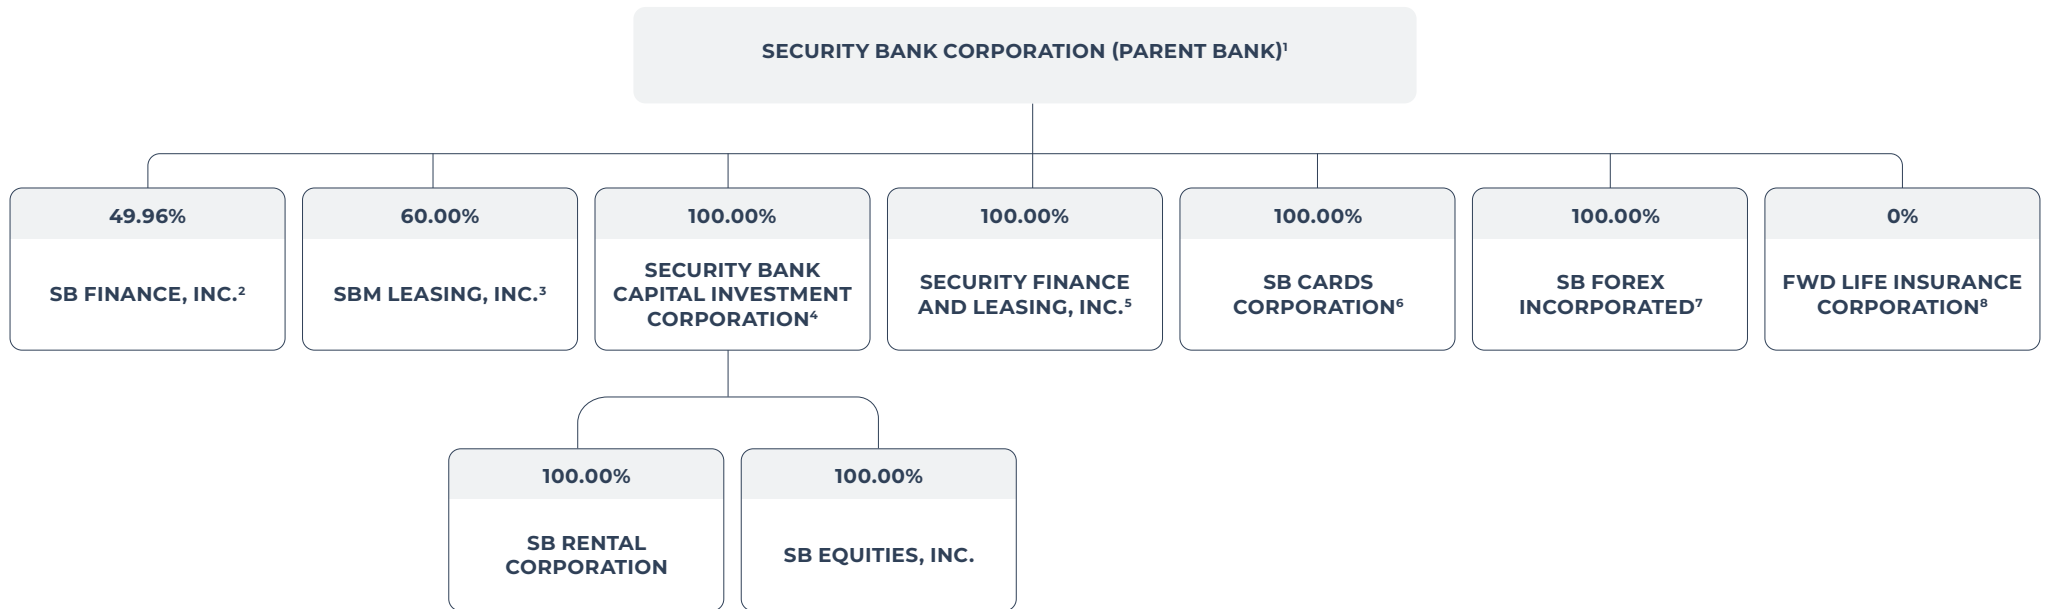 SECURITY BANK CORPORATION (PARENT BANK)¹
49.96%
SB FINANCE, INC.²
60.00%
SBM LEASING, INC.³
100.00%
SECURITY BANK
CAPITAL INVESTMENT
CORPORATION⁴
100.00%
SECURITY FINANCE
AND LEASING, INC.⁵
100.00%
SB CARDS
CORPORATION⁶
100.00%
SB FOREX
INCORPORATED⁷
0%
FWD LIFE INSURANCE
CORPORATION⁸
100.00%
SB RENTAL
CORPORATION
100.00%
SB EQUITIES, INC.